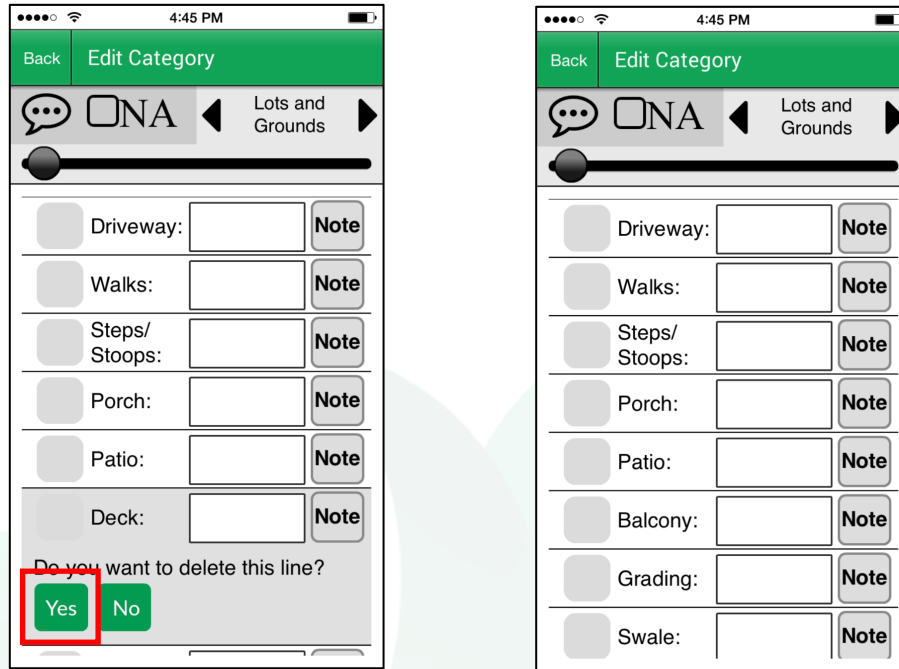 4:45 PM
Back Edit Category
NA Lots and
Grounds
Driveway: Note
Walks: Note
Steps/
Stoops: Note
Porch: Note
Patio: Note
Deck: Note
Do you want to delete this line?
Yes No
4:45 PM
Back Edit Category
NA Lots and
Grounds
Driveway: Note
Walks: Note
Steps/
Stoops: Note
Porch: Note
Patio: Note
Balcony: Note
Grading: Note
Swale: Note